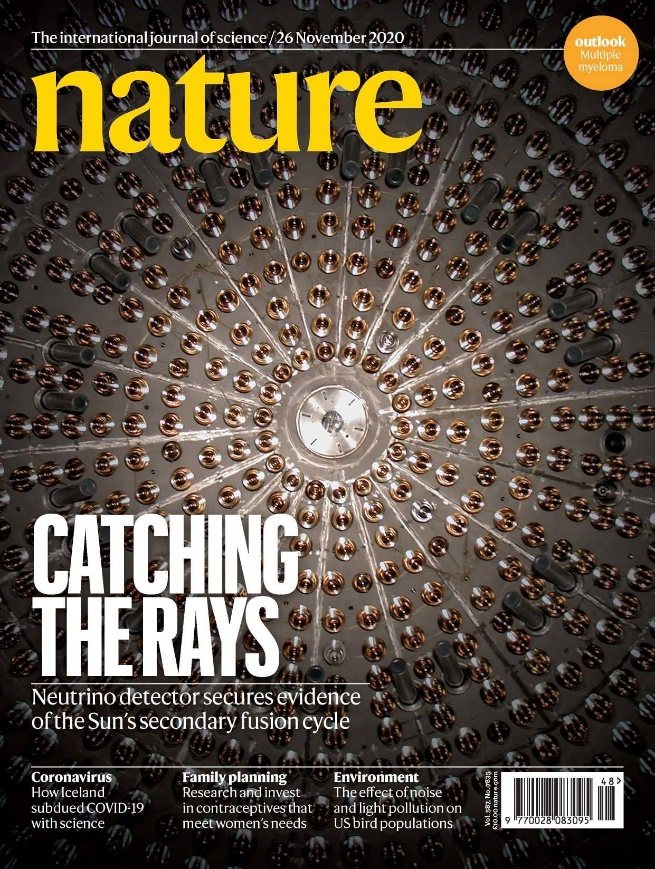 The international journal of science / 26 November 2020
outlook
Multiple
myeloma
nature
CATCHING
THE RAYS
Neutrino detector secures evidence
of the Sun's secondary fusion cycle
Coronavirus
How Iceland
subdued COVID-19
with science
Family planning
Research and invest
in contraceptives that
meet women's needs
Environment
The effect of noise
and light pollution on
US bird populations
Vol. 587, No. 7835
£10.00 nature.com
48>
9 770028 083095